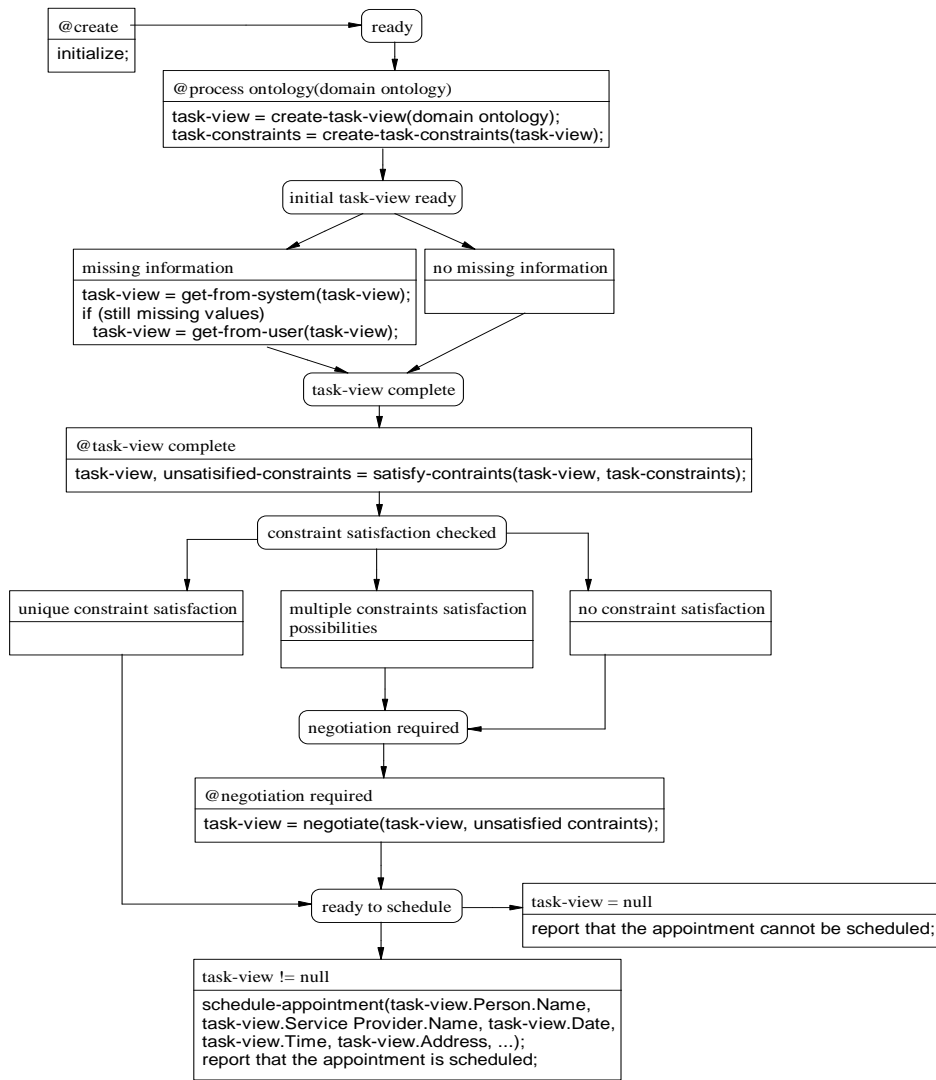 @create
ready
initialize;
@process ontology(domain ontology)
task-view = create-task-view(domain ontology);
task-constraints = create-task-constraints(task-view);
initial task-view ready
missing information
no missing information
task-view = get-from-system(task-view);
if (still missing values)
task-view = get-from-user(task-view);
task-view complete
@task-view complete
task-view, unsatisified-constraints = satisfy-contraints(task-view, task-constraints);
constraint satisfaction checked
unique constraint satisfaction
multiple constraints satisfaction
possibilities
no constraint satisfaction
negotiation required
@negotiation required
task-view = negotiate(task-view, unsatisfied contraints);
ready to schedule
task-view = null
report that the appointment cannot be scheduled;
task-view != null
schedule-appointment(task-view.Person.Name,
task-view.Service Provider.Name, task-view.Date,
task-view.Time, task-view.Address, ...);
report that the appointment is scheduled;